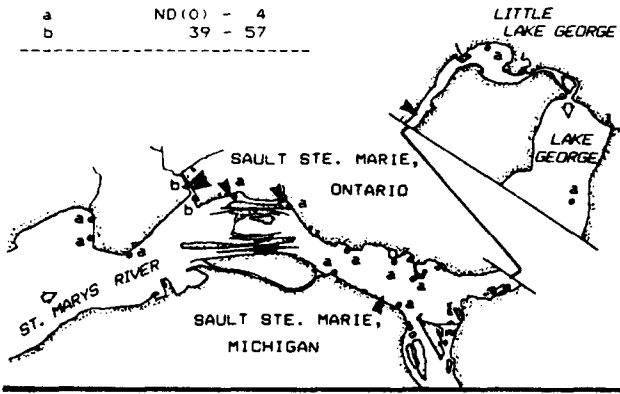 a ND(0) - 4
b 39 - 57
LITTLE
LAKE GEORGE
a
LAKE
GEORGE
a
SAULT STE. MARIE,
ONTARIO
b
b
a
a
a
a
a
a
a
a
a
a
a
a
ST. MARYS RIVER
SAULT STE. MARIE,
MICHIGAN